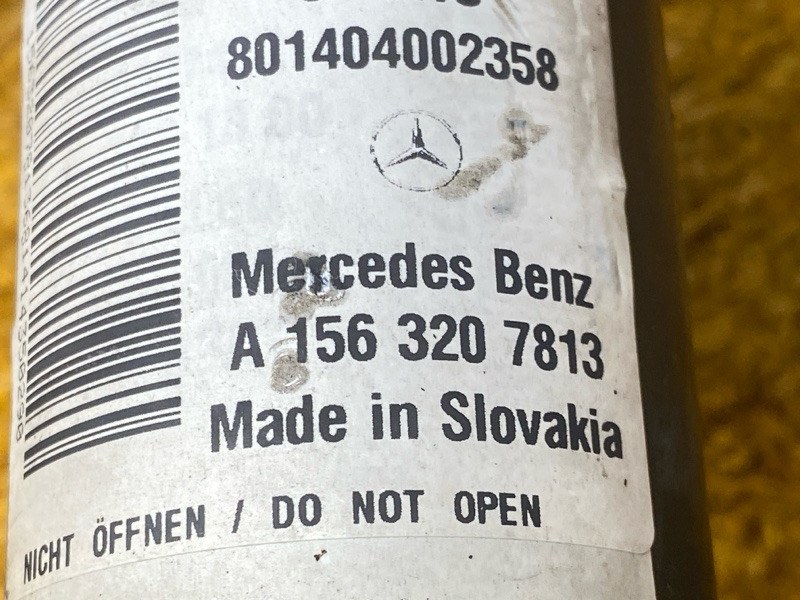 801404002358
Mercedes Benz
A 156 320 7813
Made in Slovakia
NICHT ÖFFNEN / DO NOT OPEN